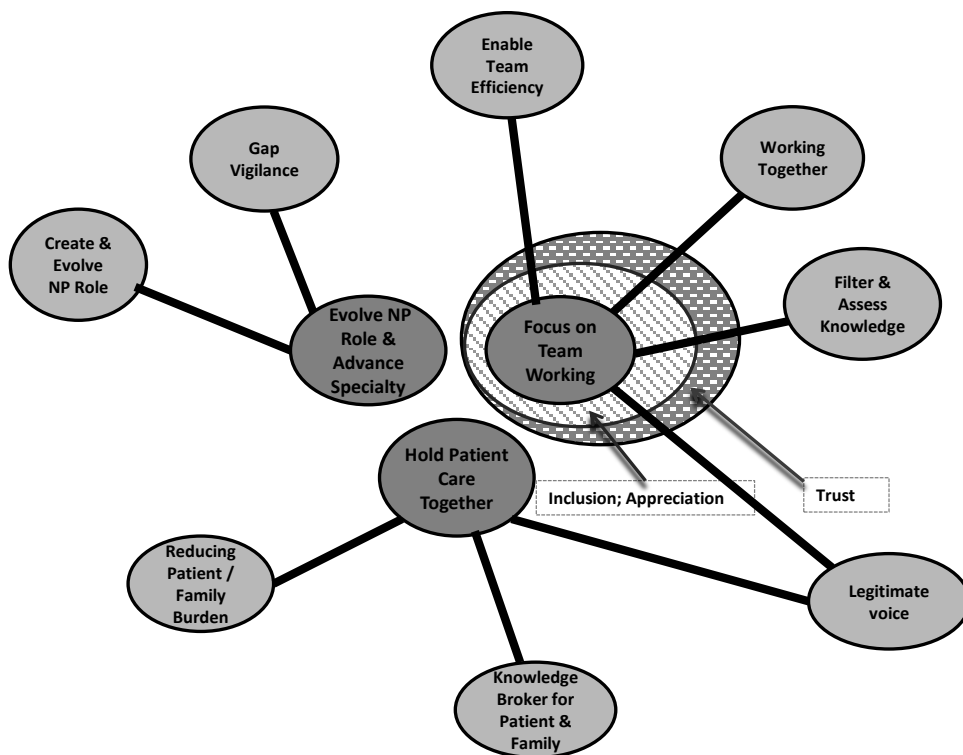 Enable
Team
Efficiency
Gap
Vigilance
Working
Together
Create &
Evolve
NP Role
Filter &
Assess
Knowledge
Evolve NP
Role &
Advance
Specialty
Focus on
Team
Working
Hold Patient
Care
Together
Inclusion; Appreciation
Trust
Reducing
Patient /
Family
Burden
Legitimate
voice
Knowledge
Broker for
Patient &
Family